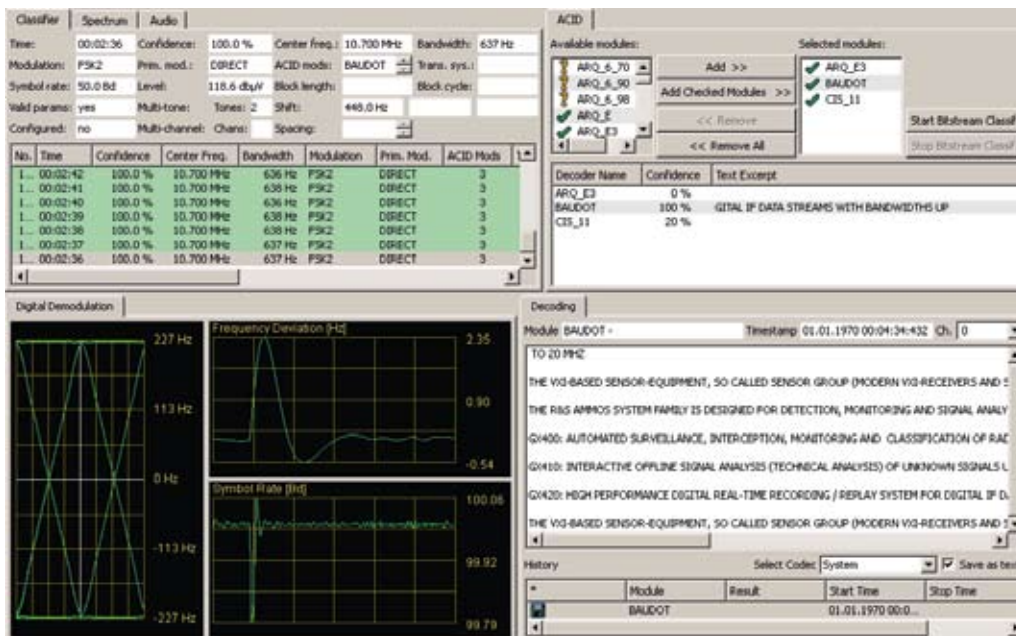 Classifier Spectrum Audio
Time: 00:02:36 Confidence: 100.0 % Center freq.: 10.700 MHz Bandwidth: 637 Hz
Modulation: FSK2 Prim. mod.: DIRECT ACID mods: BAUDOT Trans. sys.:
Symbol rate: 50.0 Bd Level: 118.6 dbµV Block length: Block cycle:
Valid params: yes Multi-tone: Tones: 2 Shift: 448.0 Hz
Configured: no Multi-channel: Chans: Spacing:
No. Time Confidence Center Freq. Bandwidth Modulation Prim. Mod. ACID Mods
1... 00:02:42 100.0 % 10.700 MHz 636 Hz FSK2 DIRECT 3
1... 00:02:41 100.0 % 10.700 MHz 638 Hz FSK2 DIRECT 3
1... 00:02:40 100.0 % 10.700 MHz 636 Hz FSK2 DIRECT 3
1... 00:02:39 100.0 % 10.700 MHz 638 Hz FSK2 DIRECT 3
1... 00:02:38 100.0 % 10.700 MHz 638 Hz FSK2 DIRECT 3
1... 00:02:37 100.0 % 10.700 MHz 637 Hz FSK2 DIRECT 3
1... 00:02:36 100.0 % 10.700 MHz 637 Hz FSK2 DIRECT 3
ACID
Available modules: Selected modules:
ARQ_6_70
ARQ_6_90
ARQ_6_98
ARQ_E
ARQ_E3
Add >>
Add Checked Modules >>
<< Remove
<< Remove All
ARQ_E3
BAUDOT
CIS_11
Start Bitstream Classif
Stop Bitstream Classif
Decoder Name Confidence Text Excerpt
ARQ_E3 0 %
BAUDOT 100 % GITAL IF DATA STREAMS WITH BANDWIDTHS UP
CIS_11 20 %
Digital Demodulation
227 Hz
113 Hz
0 Hz
-113 Hz
-227 Hz
Frequency Deviation [Hz]
2.35
0.90
-0.54
Symbol Rate [Bd]
100.06
99.92
99.79
Decoding
Module BAUDOT - Timestamp 01.01.1970 00:04:34:432 Ch. 0
TO 20 MHZ
THE VXI-BASED SENSOR-EQUIPMENT, SO CALLED SENSOR GROUP (MODERN VXI-RECEIVERS AND S
THE R&S AMMOS SYSTEM FAMILY IS DESIGNED FOR DETECTION, MONITORING AND SIGNAL ANALY
GX400: AUTOMATED SURVEILLANCE, INTERCEPTION, MONITORING AND CLASSIFICATION OF RAD
GX410: INTERACTIVE OFFLINE SIGNAL ANALYSIS (TECHNICAL ANALYSIS) OF UNKNOWN SIGNALS U
GX420: HIGH PERFORMANCE DIGITAL REAL-TIME RECORDING / REPLAY SYSTEM FOR DIGITAL IF D
THE VXI-BASED SENSOR-EQUIPMENT, SO CALLED SENSOR GROUP (MODERN VXI-RECEIVERS AND S
History Select Codec System Save as tex
* Module Result Start Time Stop Time
BAUDOT 01.01.1970 00:0...